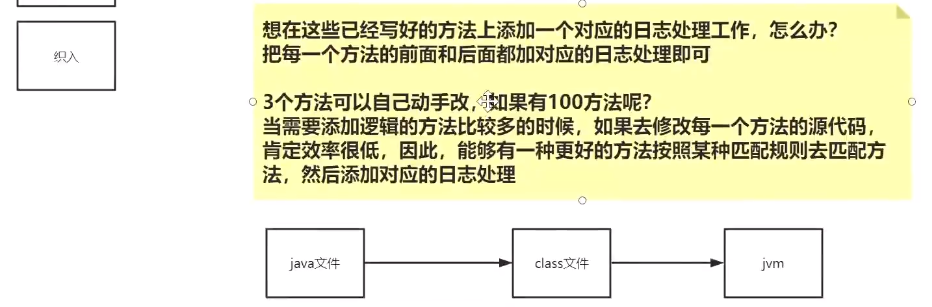 织入
想在这些已经写好的方法上添加一个对应的日志处理工作，怎么办？
把每一个方法的前面和后面都加对应的日志处理即可
3个方法可以自己动手改，如果有100方法呢？
当需要添加逻辑的方法比较多的时候，如果去修改每一个方法的源代码，
肯定效率很低，因此，能够有一种更好的方法按照某种匹配规则去匹配方
法，然后添加对应的日志处理
java文件
class文件
jvm